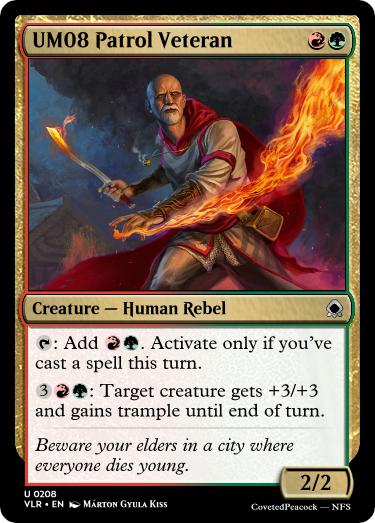 UM08 Patrol Veteran
Creature — Human Rebel
: Add . Activate only if you've
cast a spell this turn.
3: Target creature gets +3/+3
and gains trample until end of turn.
Beware your elders in a city where
everyone dies young.
2/2
U 0208
VLR • EN Márton Gyula Kiss
CovetedPeacock — NFS